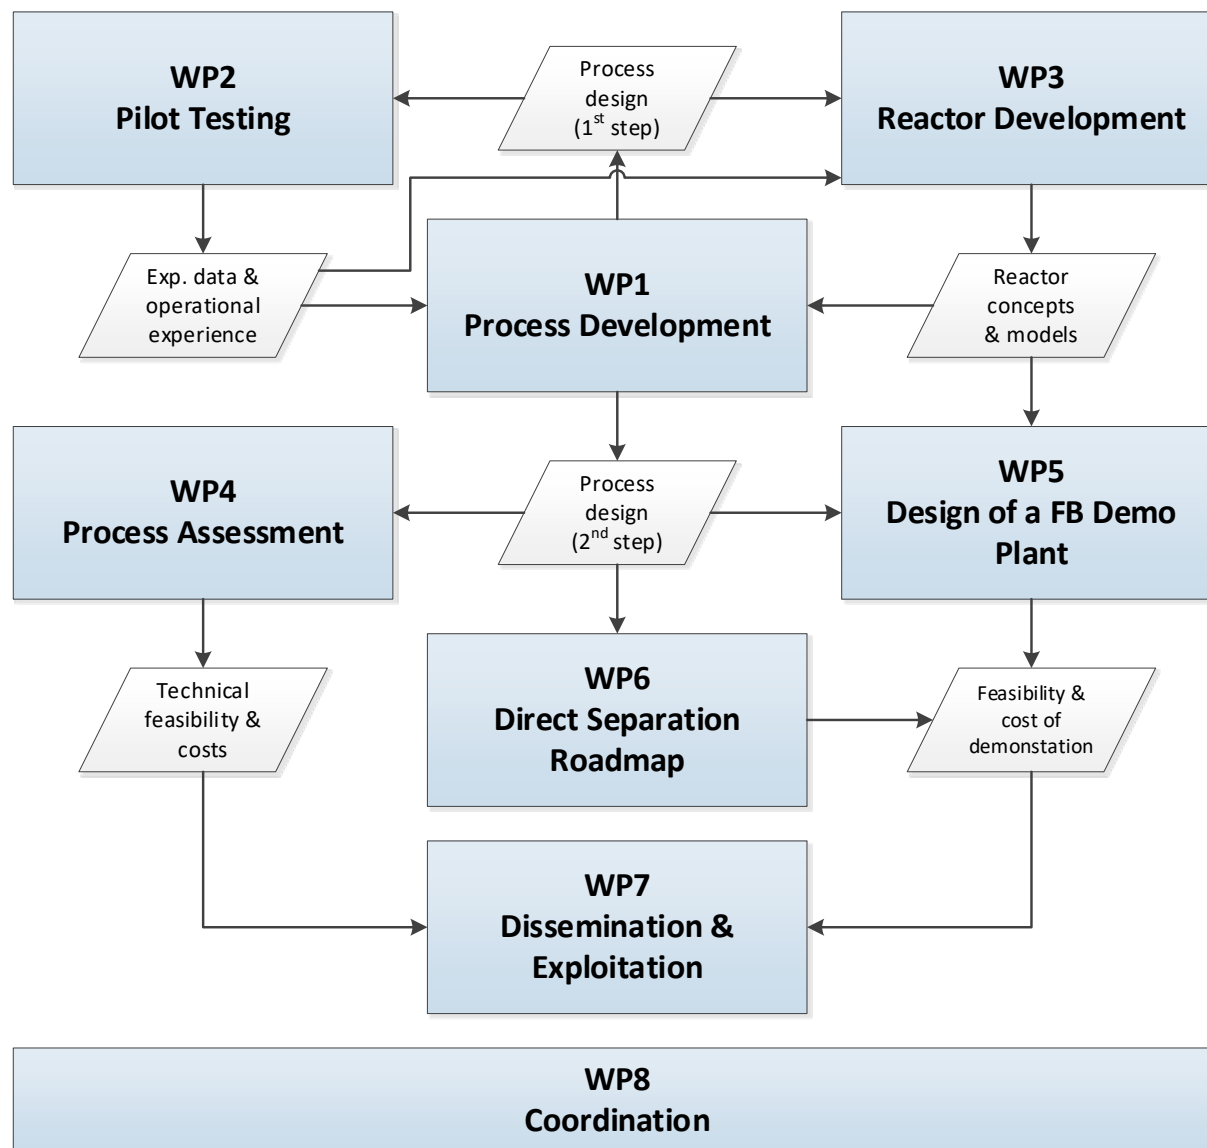 WP2
Pilot Testing
Process
design
(1st step)
WP3
Reactor Development
Exp. data &
operational
experience
WP1
Process Development
Reactor
concepts
& models
WP4
Process Assessment
Process
design
(2nd step)
WP5
Design of a FB Demo
Plant
Technical
feasibility &
costs
WP6
Direct Separation
Roadmap
Feasibility &
cost of
demonstation
WP7
Dissemination &
Exploitation
WP8
Coordination